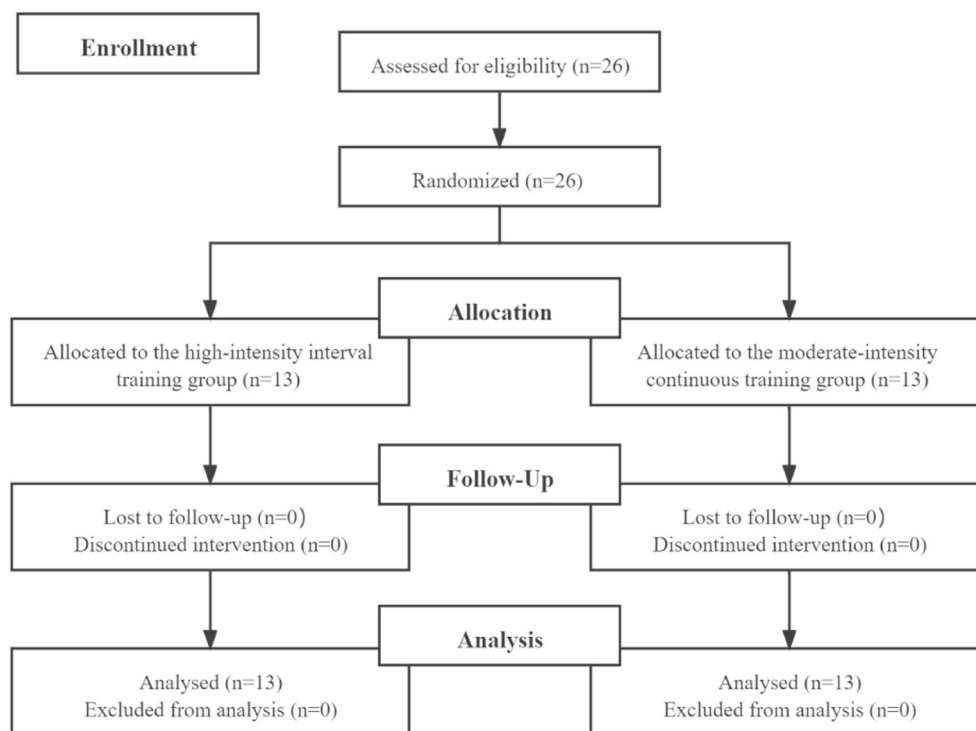 Enrollment
Assessed for eligibility (n=26)
Randomized (n=26)
Allocation
Allocated to the high-intensity interval
training group (n=13)
Allocated to the moderate-intensity
continuous training group (n=13)
Follow-Up
Lost to follow-up (n=0)
Discontinued intervention (n=0)
Lost to follow-up (n=0)
Discontinued intervention (n=0)
Analysis
Analysed (n=13)
Excluded from analysis (n=0)
Analysed (n=13)
Excluded from analysis (n=0)